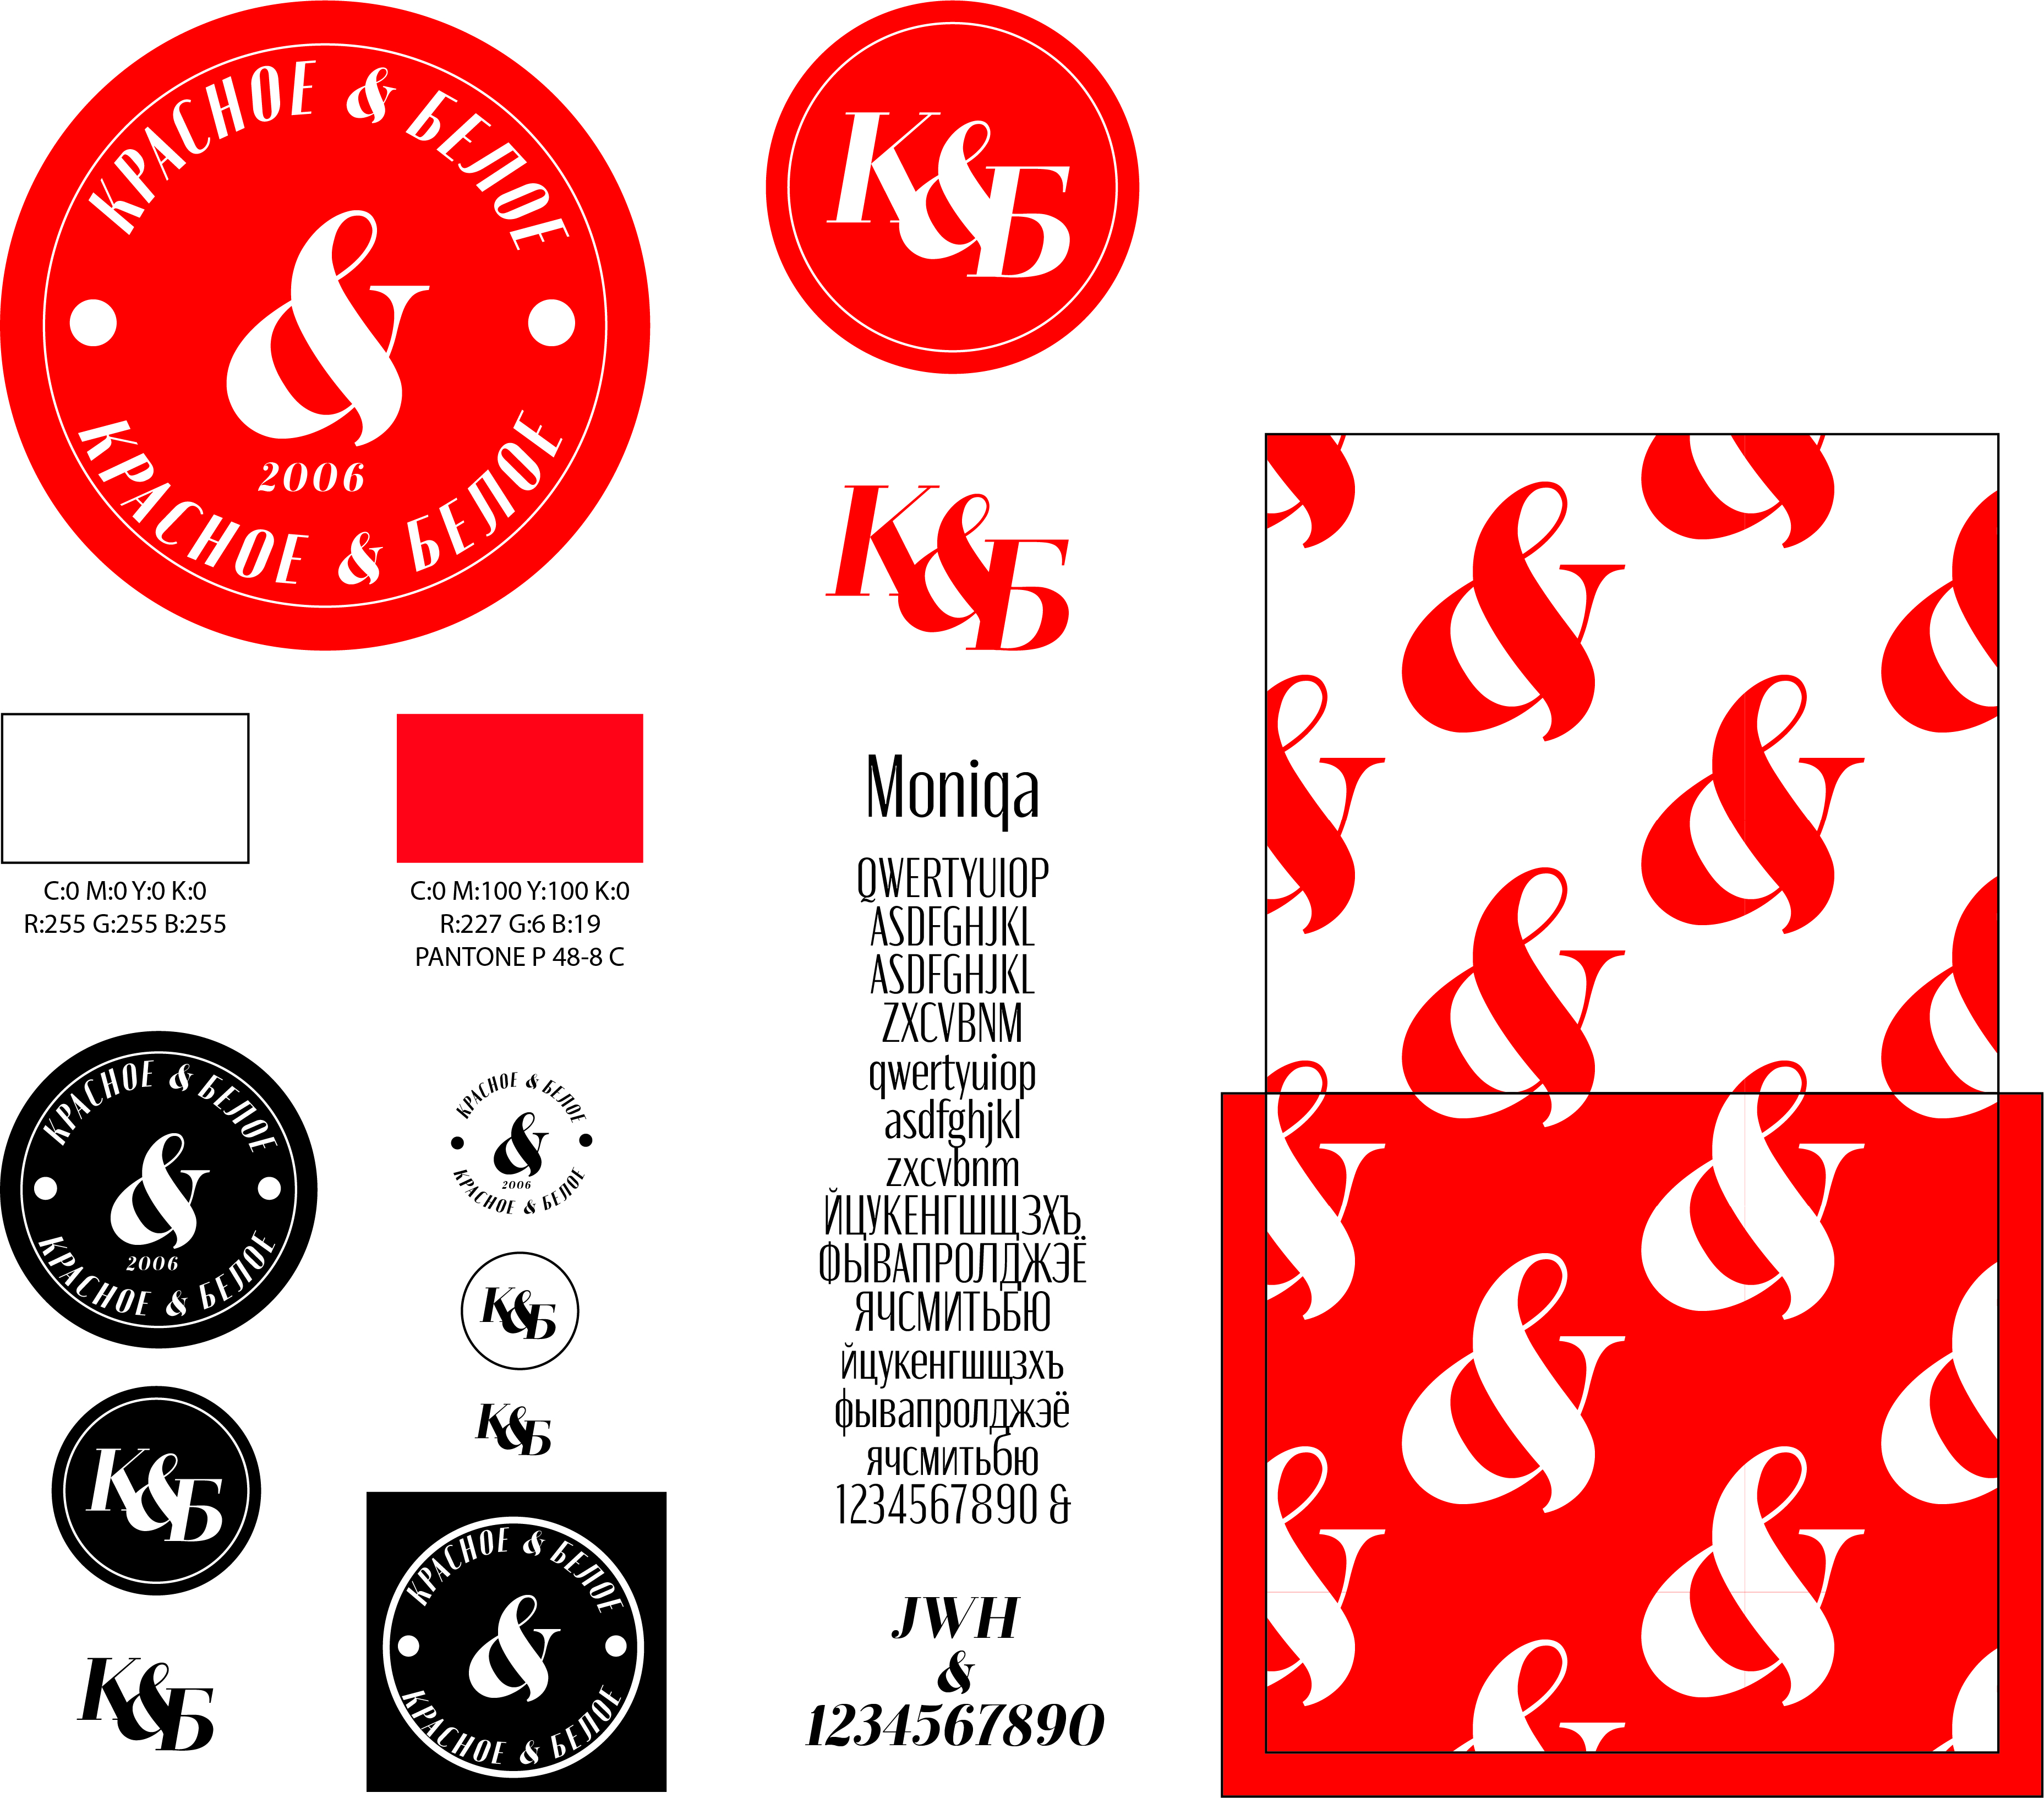 КРАСНОЕ & БЕЛОЕ
&
2006
КРАСНОЕ & БЕЛОЕ
К&Б
К&Б
C:0 M:0 Y:0 K:0
R:255 G:255 B:255
C:0 M:100 Y:100 K:0
R:227 G:6 B:19
PANTONE P 48-8 C
КРАСНОЕ & БЕЛОЕ
&
2006
КРАСНОЕ & БЕЛОЕ
КРАСНОЕ & БЕЛОЕ
&
2006
КРАСНОЕ & БЕЛОЕ
К&Б
К&Б
К&Б
К&Б
КРАСНОЕ & БЕЛОЕ
&
КРАСНОЕ & БЕЛОЕ
Moniqa
QWERTYUIOP
ASDFGHJKL
ASDFGHJKL
ZXCVBNM
qwertyuiop
asdfghjkl
zxcvbnm
ЙЦУКЕНГШЩЗХЪ
ФЫВАПРОЛДЖЭЁ
ЯЧСМИТЬБЮ
йцукенгшщзхъ
фывапролджэё
ячсмитьбю
1234567890 &
JWH
&
1234567890
& &
&
& &
& &
&
& &
&
& &
&